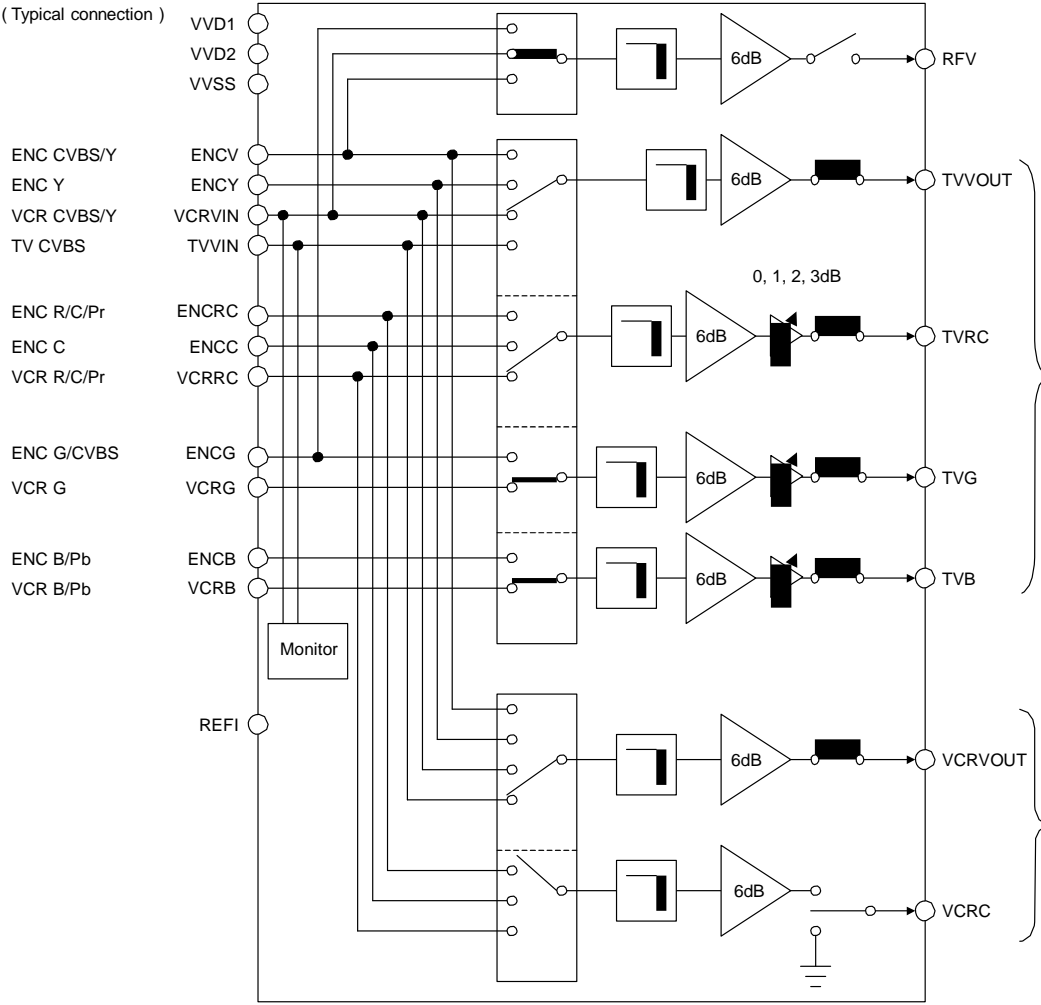 ( Typical connection )
VVD1
VVD2
VVSS
6dB
RFV
ENC CVBS/Y ENCV
ENC Y ENCY
VCR CVBS/Y VCRVIN
TV CVBS TVVIN
6dB
TVVOUT
0, 1, 2, 3dB
ENC R/C/Pr ENCRC
ENC C ENCC
VCR R/C/Pr VCRRC
6dB
TVRC
ENC G/CVBS ENCG
VCR G VCRG
6dB
TVG
ENC B/Pb ENCB
VCR B/Pb VCRB
6dB
TVB
Monitor
REFI
6dB
VCRVOUT
6dB
VCRC